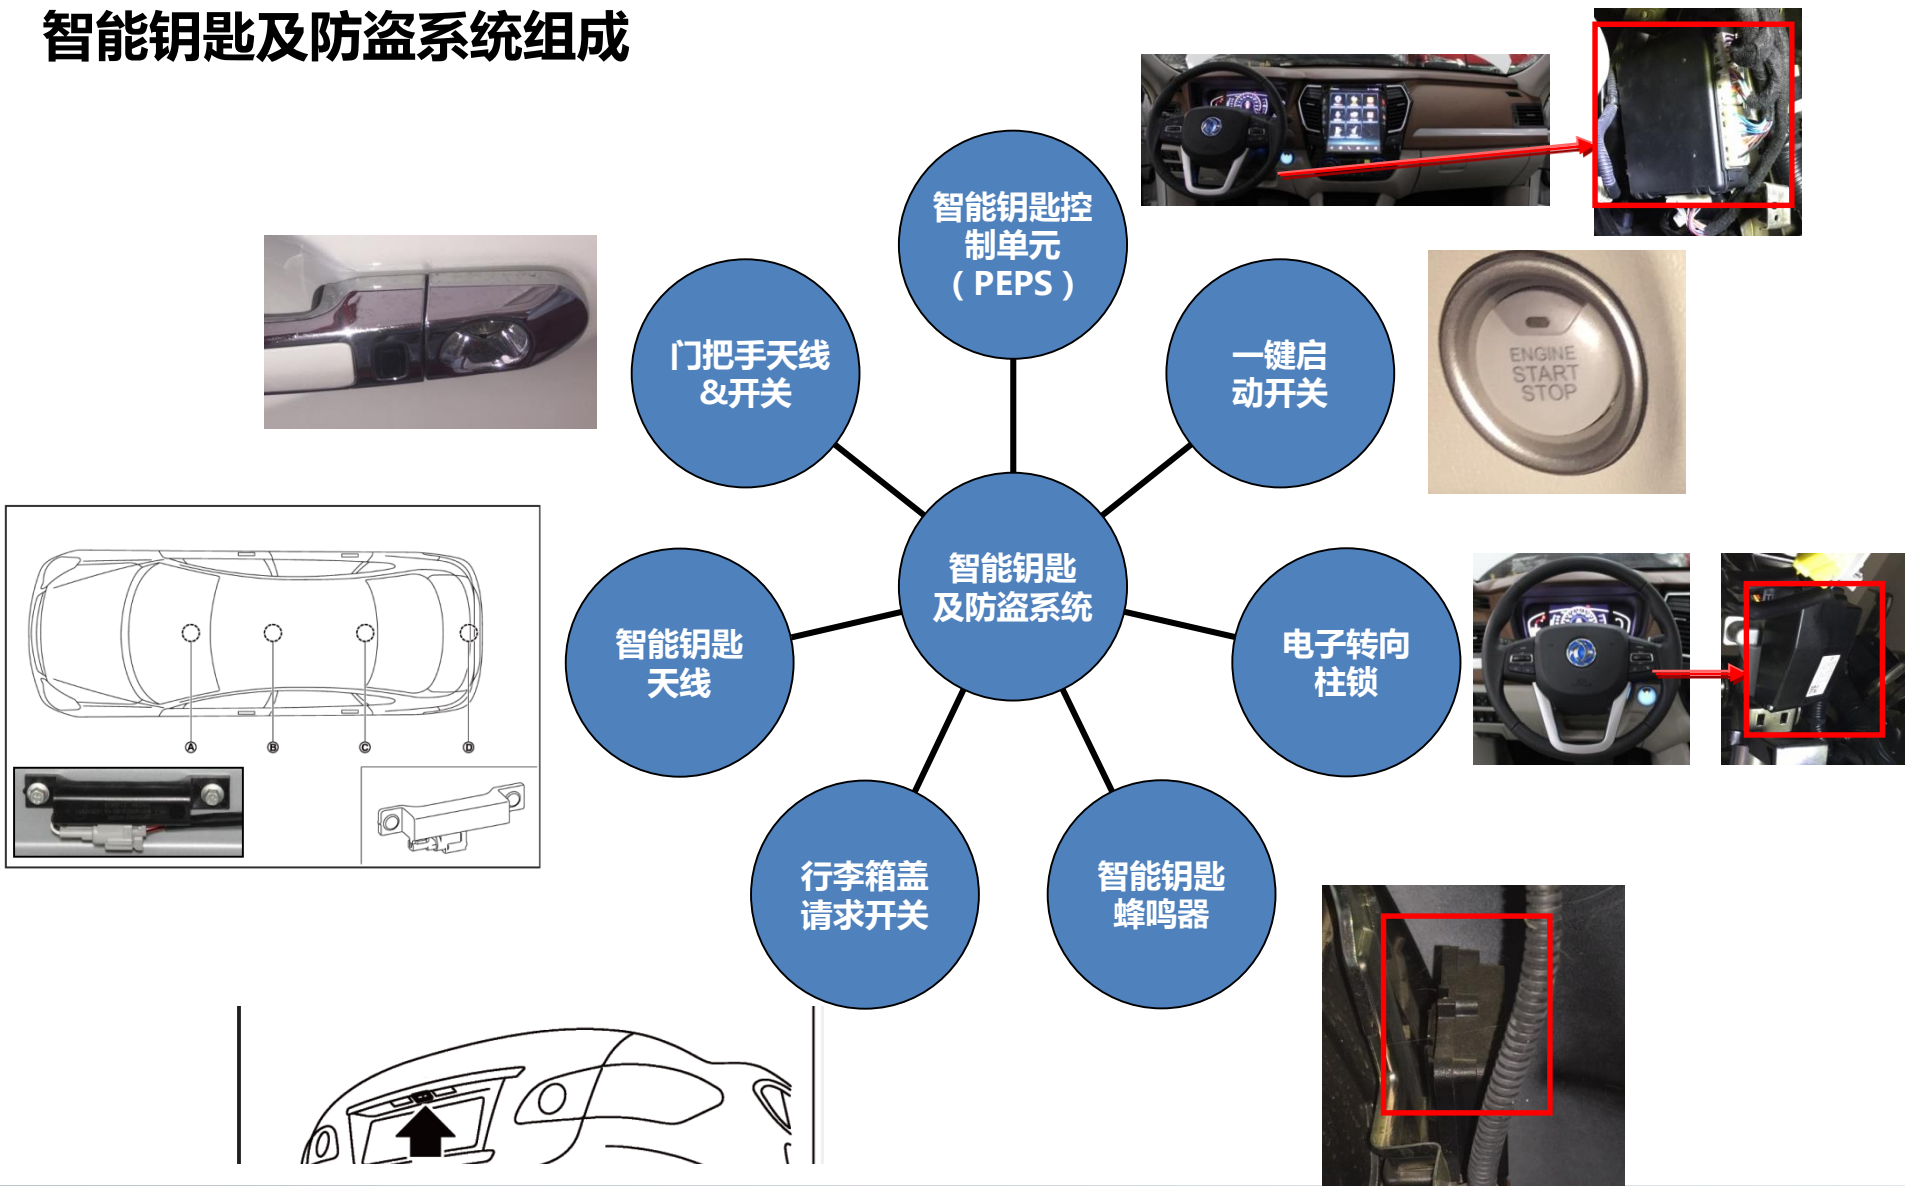 智能钥匙及防盗系统组成
智能钥匙控
制单元
（PEPS）
门把手天线
&开关
一键启
动开关
ENGINE
START
STOP
智能钥匙
及防盗系统
智能钥匙
天线
电子转向
柱锁
行李箱盖
请求开关
智能钥匙
蜂鸣器
A B C D